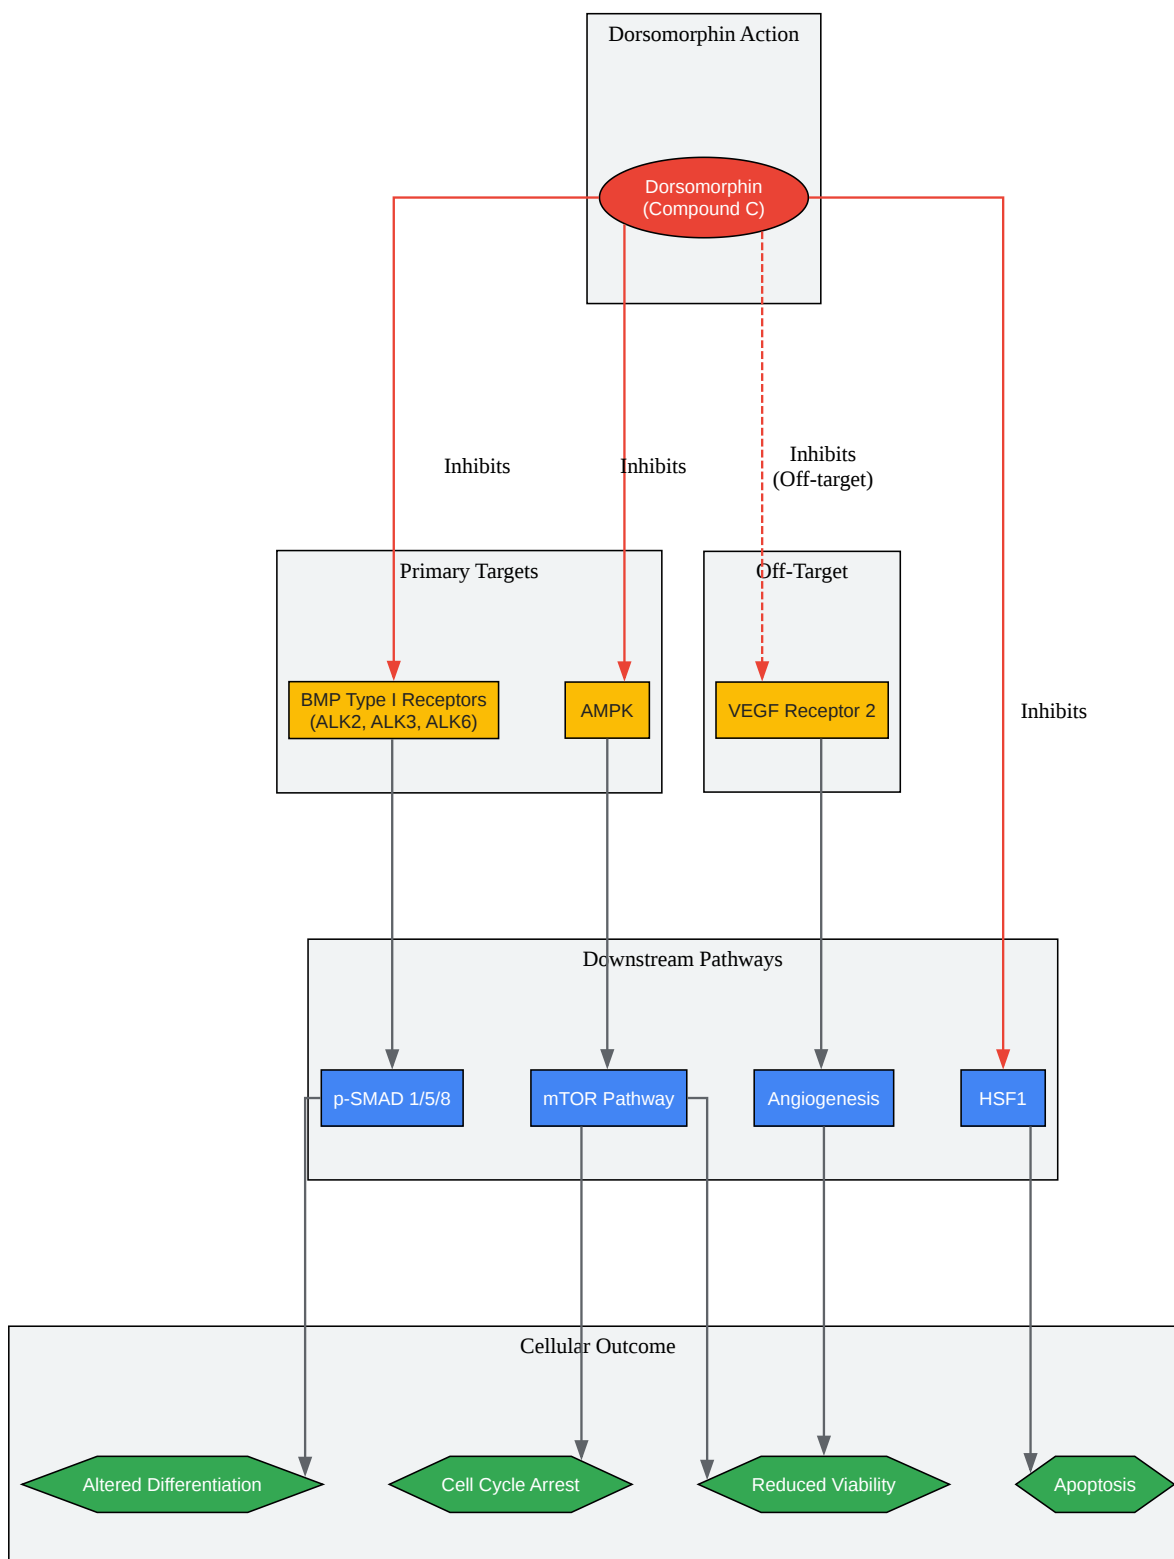 Dorsomorphin Action
Dorsomorphin
(Compound C)
Inhibits
Inhibits
Inhibits
(Off-target)
Primary Targets
Off-Target
BMP Type I Receptors
(ALK2, ALK3, ALK6)
AMPK
VEGF Receptor 2
Inhibits
Downstream Pathways
p-SMAD 1/5/8
mTOR Pathway
Angiogenesis
HSF1
Cellular Outcome
Altered Differentiation
Cell Cycle Arrest
Reduced Viability
Apoptosis